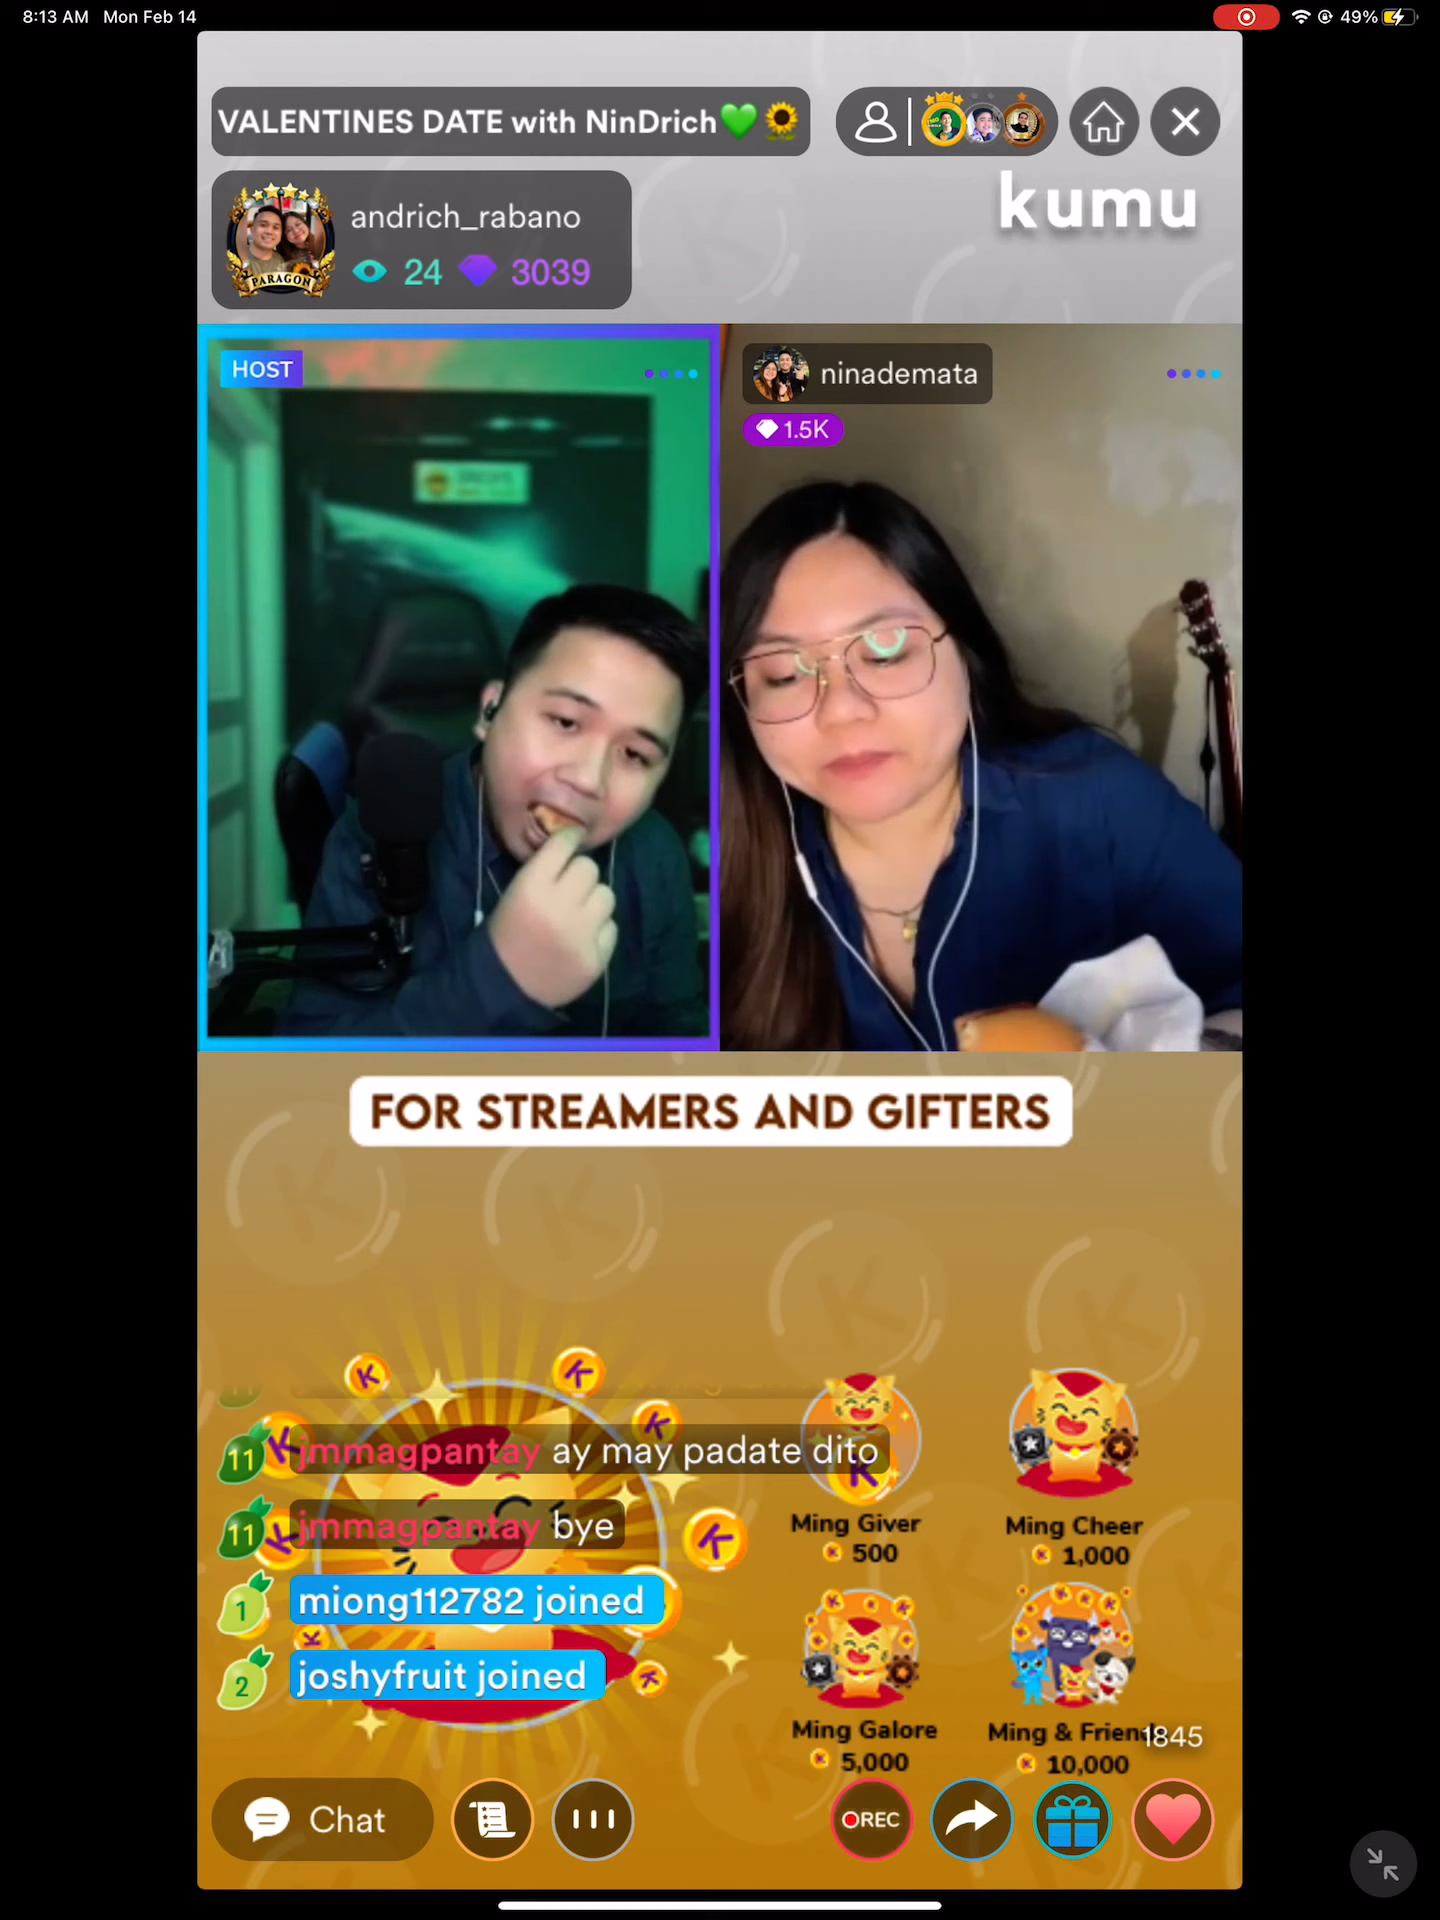 8:13 AM Mon Feb 14
49%
VALENTINES DATE with NinDrich💚🌻
andrich_rabano
PARAGON
24 3039
kumu
HOST
ninademata
1.5K
FOR STREAMERS AND GIFTERS
11 jmmagpantay ay may padate dito
11 jmmagpantay bye
1 miong112782 joined
2 joshyfruit joined
Ming Giver
500
Ming Cheer
1,000
Ming Galore
5,000
Ming & Friend
10,000
1845
Chat
REC